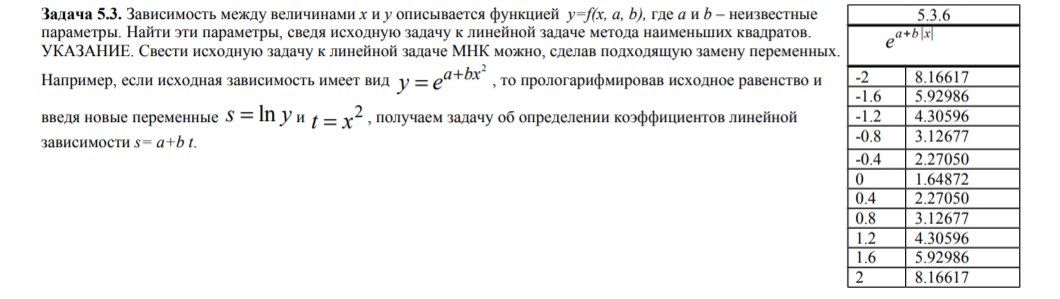 Задача 5.3. Зависимость между величинами x и y описывается функцией y=f(x, a, b), где a и b – неизвестные
параметры. Найти эти параметры, сведя исходную задачу к линейной задаче метода наименьших квадратов.
УКАЗАНИЕ. Свести исходную задачу к линейной задаче МНК можно, сделав подходящую замену переменных.
Например, если исходная зависимость имеет вид y = e^{a+bx^2} , то прологарифмировав исходное равенство и
введя новые переменные s = ln y и t = x^2 , получаем задачу об определении коэффициентов линейной
зависимости s= a+b t.
5.3.6
e^{a+b|x|}
-2 8.16617
-1.6 5.92986
-1.2 4.30596
-0.8 3.12677
-0.4 2.27050
0 1.64872
0.4 2.27050
0.8 3.12677
1.2 4.30596
1.6 5.92986
2 8.16617